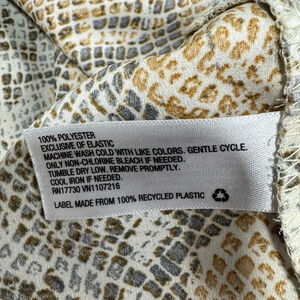 100% POLYESTER
EXCLUSIVE OF ELASTIC
MACHINE WASH COLD WITH LIKE COLORS. GENTLE CYCLE.
ONLY NON-CHLORINE BLEACH IF NEEDED.
TUMBLE DRY LOW. REMOVE PROMPTLY.
COOL IRON IF NEEDED.
RN17730 VN1107216
LABEL MADE FROM 100% RECYCLED PLASTIC